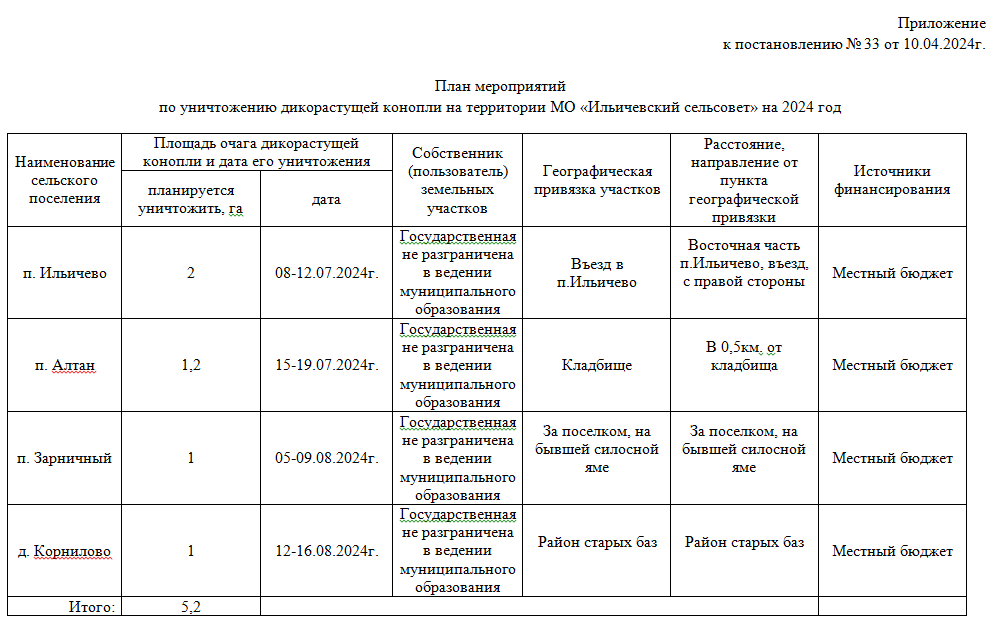 Приложение
к постановлению № 33 от 10.04.2024г.
План мероприятий
по уничтожению дикорастущей конопли на территории МО «Ильичевский сельсовет» на 2024 год
Наименование
сельского
поселения
Площадь очага дикорастущей
конопли и дата его уничтожения
планируется
уничтожить, га
дата
Собственник
(пользователь)
земельных
участков
Географическая
привязка участков
Расстояние,
направление от
пункта
географической
привязки
Источники
финансирования
п. Ильичево
2
08-12.07.2024г.
Государственная
не разграничена
в ведении
муниципального
образования
Въезд в
п.Ильичево
Восточная часть
п.Ильичево, въезд,
с правой стороны
Местный бюджет
п. Алтан
1,2
15-19.07.2024г.
Государственная
не разграничена
в ведении
муниципального
образования
Кладбище
В 0,5км, от
кладбища
Местный бюджет
п. Зарничный
1
05-09.08.2024г.
Государственная
не разграничена
в ведении
муниципального
образования
За поселком, на
бывшей силосной
яме
За поселком, на
бывшей силосной
яме
Местный бюджет
д. Корнилово
1
12-16.08.2024г.
Государственная
не разграничена
в ведении
муниципального
образования
Район старых баз
Район старых баз
Местный бюджет
Итого:
5,2